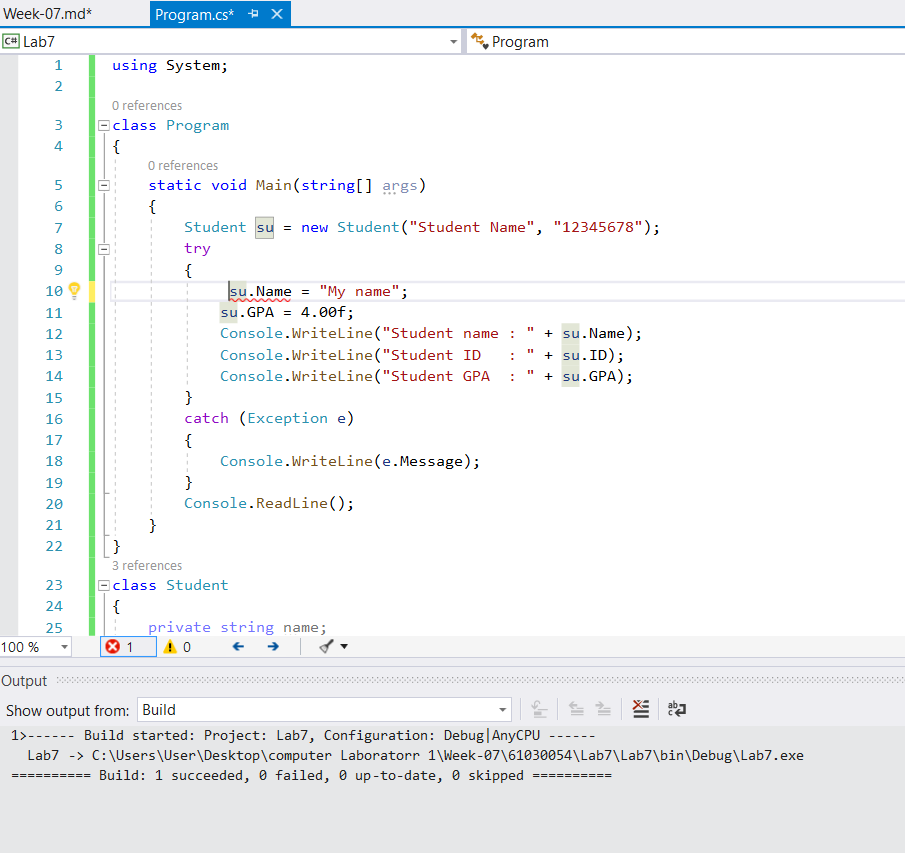 Week-07.md* Program.cs*
C# Lab7 Program
1 using System;
2
0 references
3 class Program
4 {
0 references
5 static void Main(string[] args)
6 {
7 Student su = new Student("Student Name", "12345678");
8 try
9 {
10 su.Name = "My name";
11 su.GPA = 4.00f;
12 Console.WriteLine("Student name : " + su.Name);
13 Console.WriteLine("Student ID   : " + su.ID);
14 Console.WriteLine("Student GPA  : " + su.GPA);
15 }
16 catch (Exception e)
17 {
18 Console.WriteLine(e.Message);
19 }
20 Console.ReadLine();
21 }
22 }
3 references
23 class Student
24 {
25 private string name;
100 % 1 0
Output
Show output from: Build
1>------ Build started: Project: Lab7, Configuration: Debug|AnyCPU ------
Lab7 -> C:\Users\User\Desktop\computer Laboratorr 1\Week-07\61030054\Lab7\Lab7\bin\Debug\Lab7.exe
========== Build: 1 succeeded, 0 failed, 0 up-to-date, 0 skipped ==========